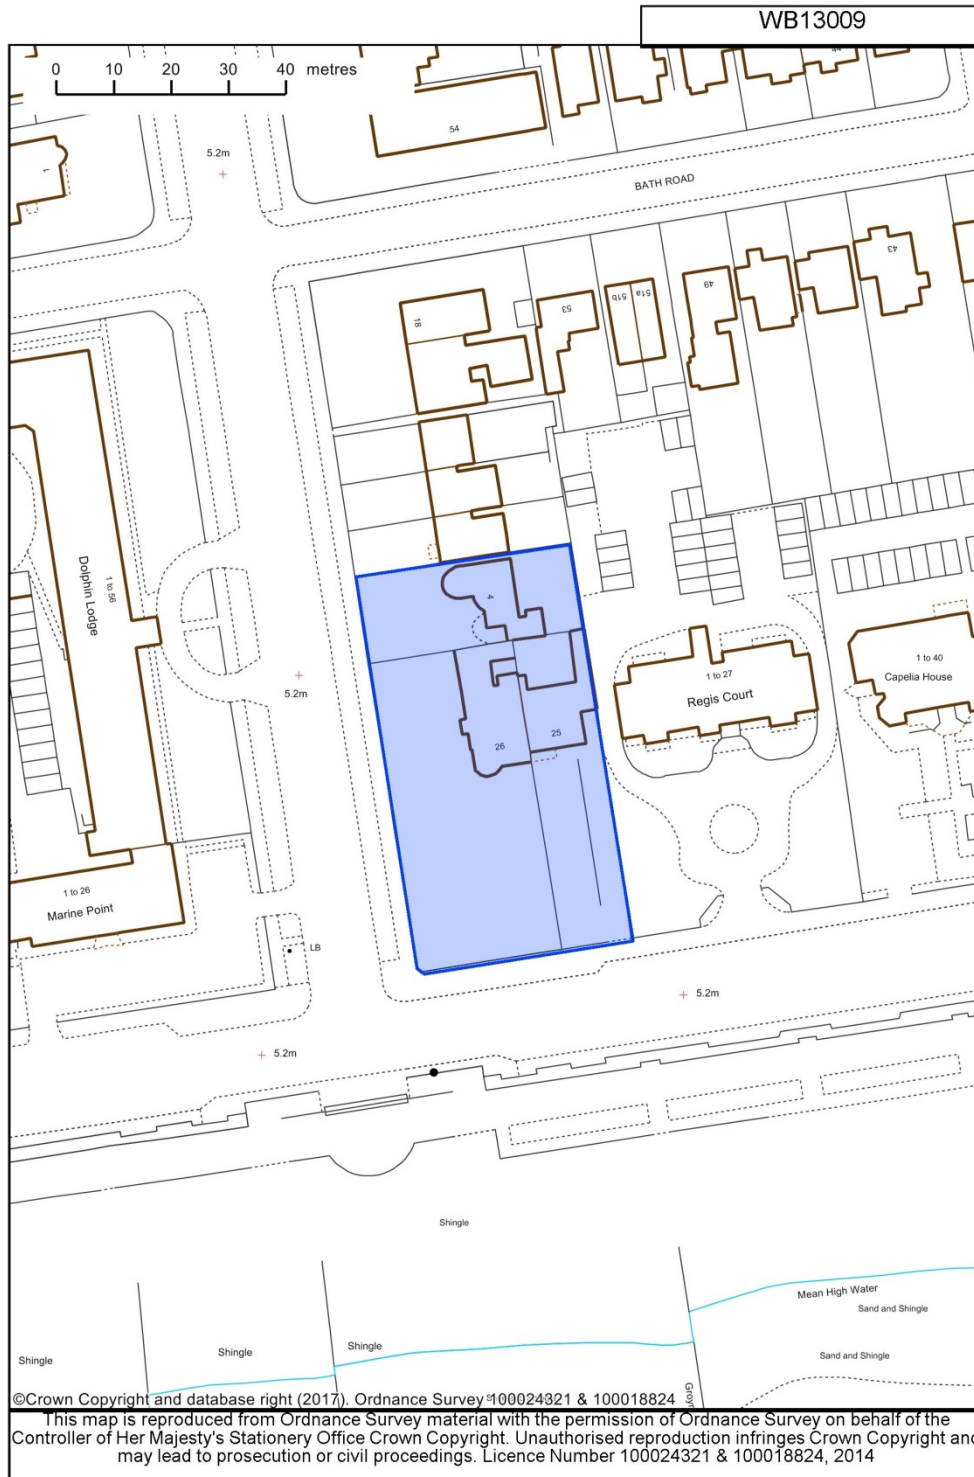 WB13009
0 10 20 30 40 metres
54
5.2m
1
BATH ROAD
43
49
51a
51b
53
18
Dolphin Lodge
1 to 56
4
5.2m
1 to 27
Regis Court
1 to 40
Capelia House
26
25
1 to 26
Marine Point
LB
5.2m
5.2m
Shingle
Mean High Water
Sand and Shingle
Shingle
Shingle
Shingle
Sand and Shingle
©Crown Copyright and database right (2017). Ordnance Survey 100024321 & 100018824
This map is reproduced from Ordnance Survey material with the permission of Ordnance Survey on behalf of the
Controller of Her Majesty's Stationery Office Crown Copyright. Unauthorised reproduction infringes Crown Copyright and
may lead to prosecution or civil proceedings. Licence Number 100024321 & 100018824, 2014